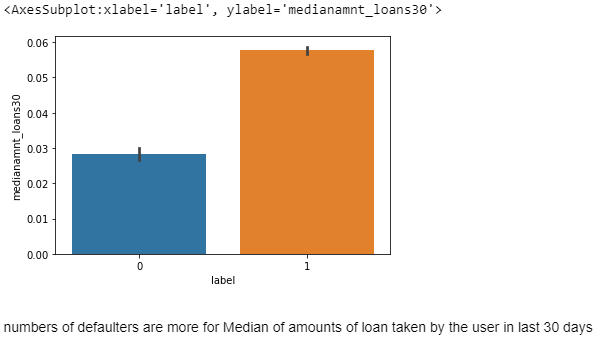 <AxesSubplot:xlabel='label', ylabel='medianamnt_loans30'>
0.06
0.05
0.04
0.03
0.02
0.01
0.00
medianamnt_loans30
0 1
label
numbers of defaulters are more for Median of amounts of loan taken by the user in last 30 days